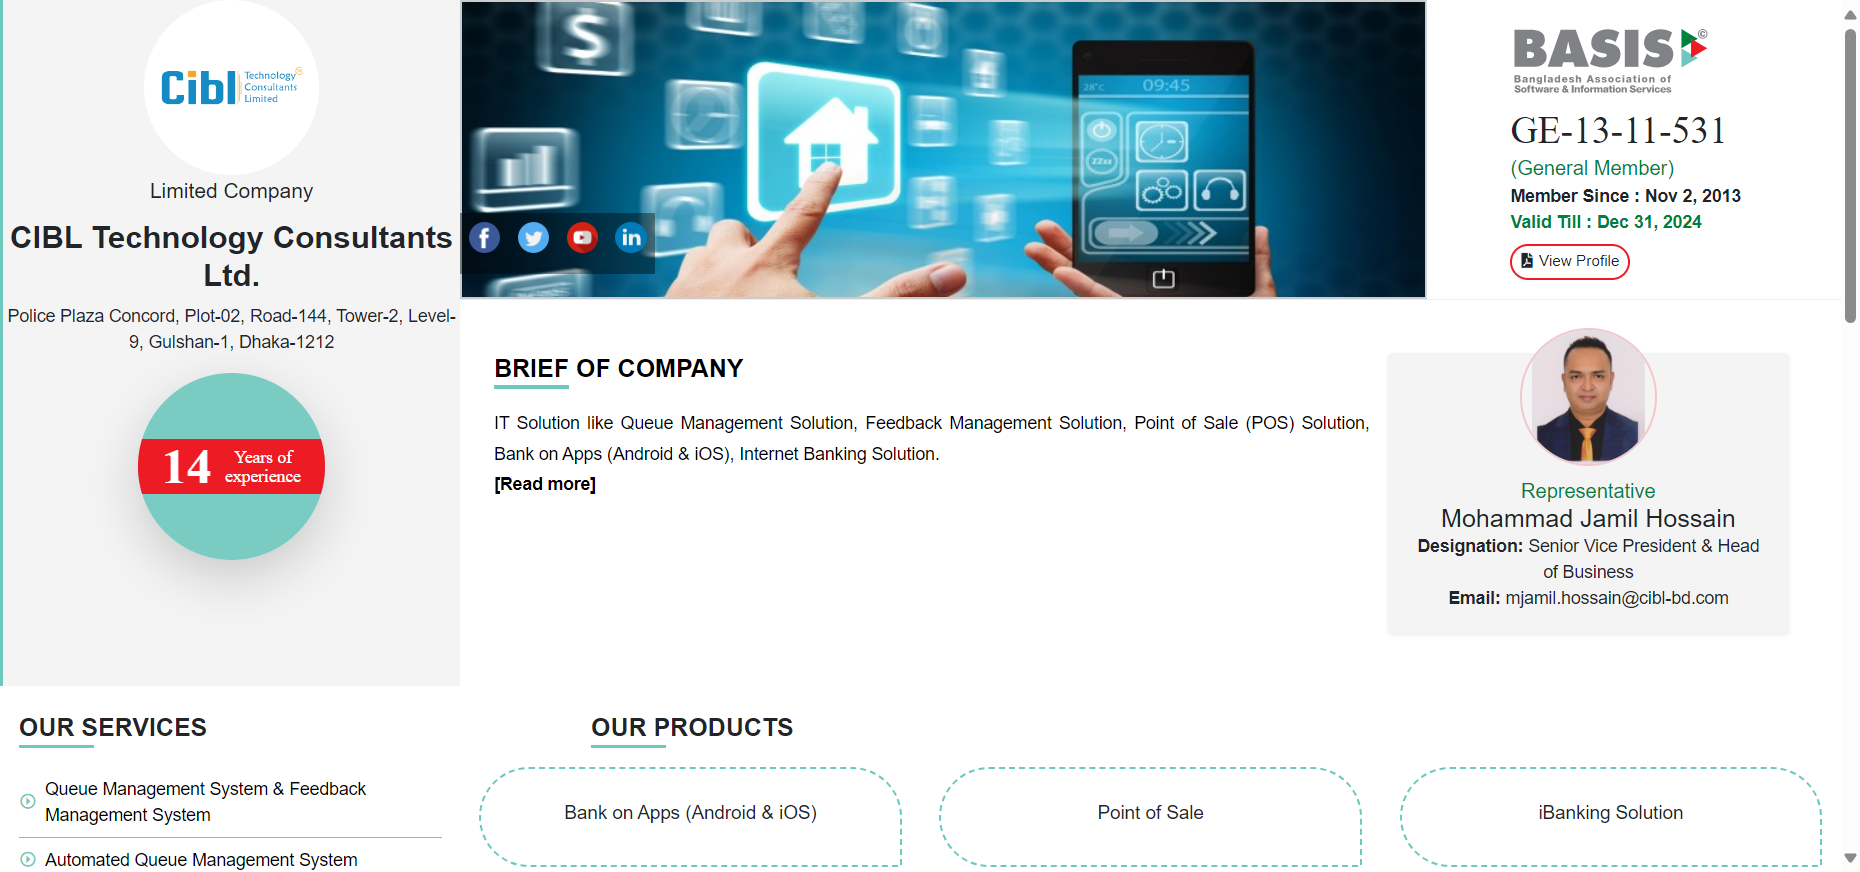 Cibl Technology
Consultants
Limited
Limited Company
CIBL Technology Consultants
Ltd.
Police Plaza Concord, Plot-02, Road-144, Tower-2, Level-
9, Gulshan-1, Dhaka-1212
14 Years of
experience
$
28°C 09:45
ZZzz
BASIS©
Bangladesh Association of
Software & Information Services
GE-13-11-531
(General Member)
Member Since : Nov 2, 2013
Valid Till : Dec 31, 2024
View Profile
BRIEF OF COMPANY
IT Solution like Queue Management Solution, Feedback Management Solution, Point of Sale (POS) Solution,
Bank on Apps (Android & iOS), Internet Banking Solution.
[Read more]
Representative
Mohammad Jamil Hossain
Designation: Senior Vice President & Head
of Business
Email: mjamil.hossain@cibl-bd.com
OUR SERVICES
Queue Management System & Feedback
Management System
Automated Queue Management System
OUR PRODUCTS
Bank on Apps (Android & iOS)
Point of Sale
iBanking Solution